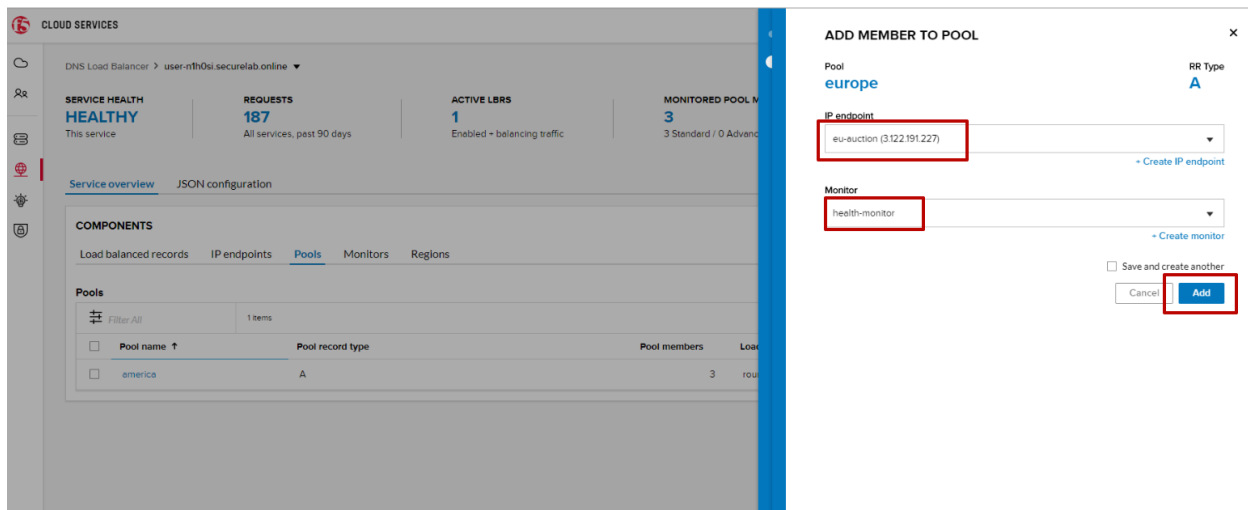 CLOUD SERVICES
DNS Load Balancer > user-n1h0si.securelab.online
SERVICE HEALTH
HEALTHY
This service
REQUESTS
187
All services, past 90 days
ACTIVE LBRS
1
Enabled + balancing traffic
MONITORED POOL M
3
3 Standard / 0 Advanc
Service overview JSON configuration
COMPONENTS
Load balanced records IP endpoints Pools Monitors Regions
Pools
Filter All 1 items
Pool name ↑ Pool record type Pool members Load
america A 3 rou
ADD MEMBER TO POOL ×
Pool RR Type
europe A
IP endpoint
eu-auction (3.122.191.227)
+ Create IP endpoint
Monitor
health-monitor
+ Create monitor
Save and create another
Cancel Add